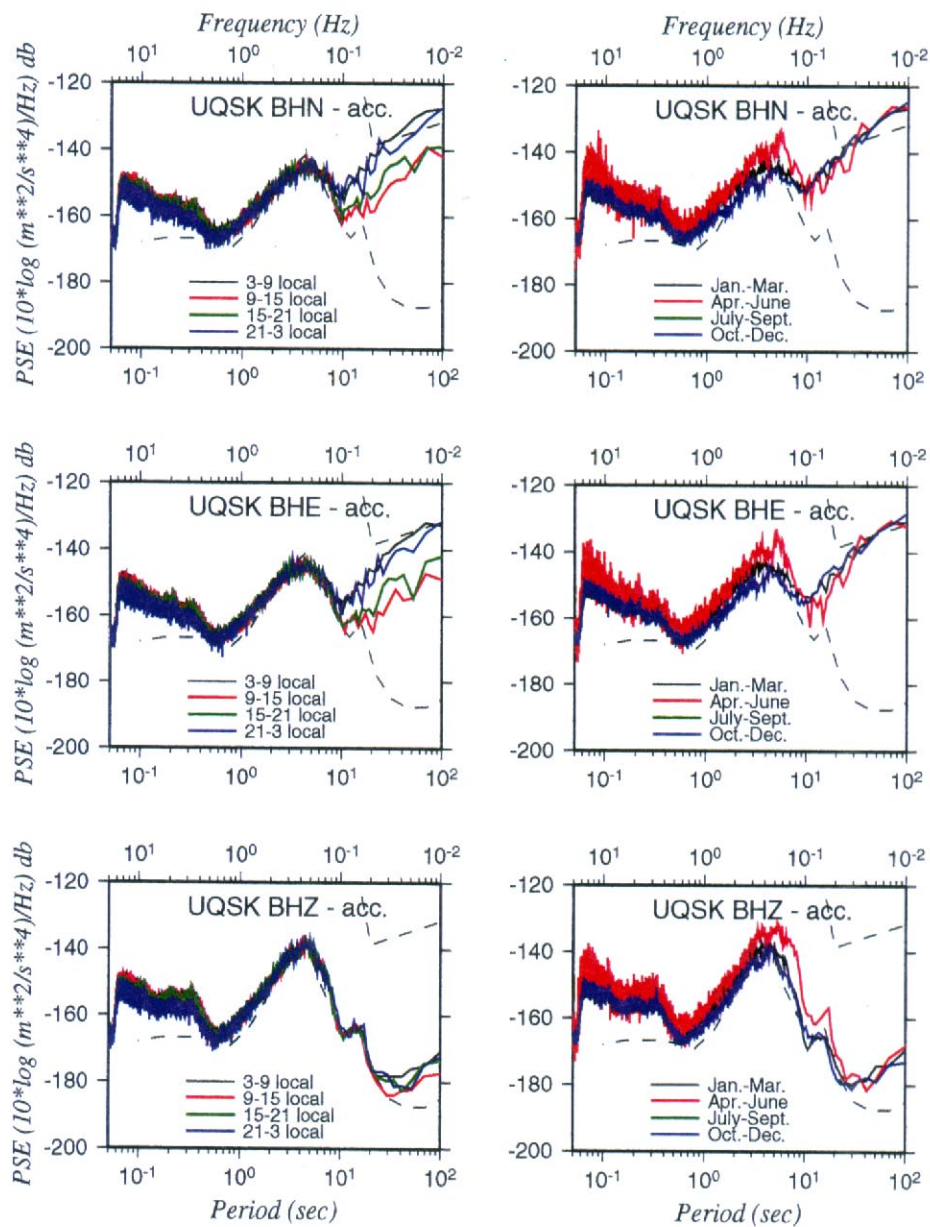 Frequency (Hz) Frequency (Hz)
10¹ 10⁰ 10⁻¹ 10⁻² 10¹ 10⁰ 10⁻¹ 10⁻²
-120 -120
UQSK BHN - acc. UQSK BHN - acc.
-140 -140
-160 -160
-180 -180
-200 -200
PSE (10*log (m**2/s**4)/Hz) db
3-9 local Jan.-Mar.
9-15 local Apr.-June
15-21 local July-Sept.
21-3 local Oct.-Dec.
10⁻¹ 10⁰ 10¹ 10² 10⁻¹ 10⁰ 10¹ 10²
10¹ 10⁰ 10⁻¹ 10⁻² 10¹ 10⁰ 10⁻¹ 10⁻²
-120 -120
UQSK BHE - acc. UQSK BHE - acc.
-140 -140
-160 -160
-180 -180
-200 -200
PSE (10*log (m**2/s**4)/Hz) db
3-9 local Jan.-Mar.
9-15 local Apr.-June
15-21 local July-Sept.
21-3 local Oct.-Dec.
10⁻¹ 10⁰ 10¹ 10² 10⁻¹ 10⁰ 10¹ 10²
10¹ 10⁰ 10⁻¹ 10⁻² 10¹ 10⁰ 10⁻¹ 10⁻²
-120 -120
UQSK BHZ - acc. UQSK BHZ - acc.
-140 -140
-160 -160
-180 -180
-200 -200
PSE (10*log (m**2/s**4)/Hz) db
3-9 local Jan.-Mar.
9-15 local Apr.-June
15-21 local July-Sept.
21-3 local Oct.-Dec.
10⁻¹ 10⁰ 10¹ 10² 10⁻¹ 10⁰ 10¹ 10²
Period (sec) Period (sec)